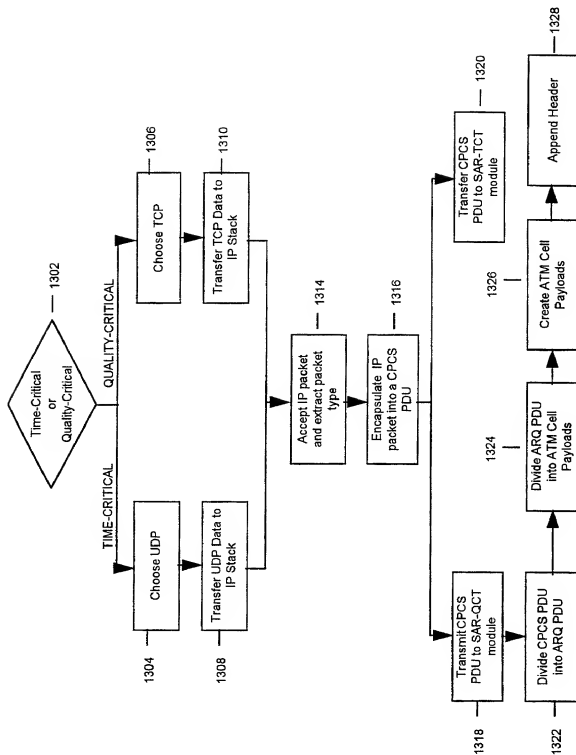 1302
Time-Critical
or
Quality-Critical
TIME-CRITICAL
QUALITY-CRITICAL
1304
Choose UDP
1306
Choose TCP
1308
Transfer UDP Data to
IP Stack
1310
Transfer TCP Data to
IP Stack
1314
Accept IP packet
and extract packet
type
1316
Encapsulate IP
packet into a CPCS
PDU
1318
Transmit CPCS
PDU to SAR-QCT
module
1320
Transfer CPCS
PDU to SAR-TCT
module
1322
Divide CPCS PDU
into ARQ PDU
1324
Divide ARQ PDU
into ATM Cell
Payloads
1326
Create ATM Cell
Payloads
1328
Append Header